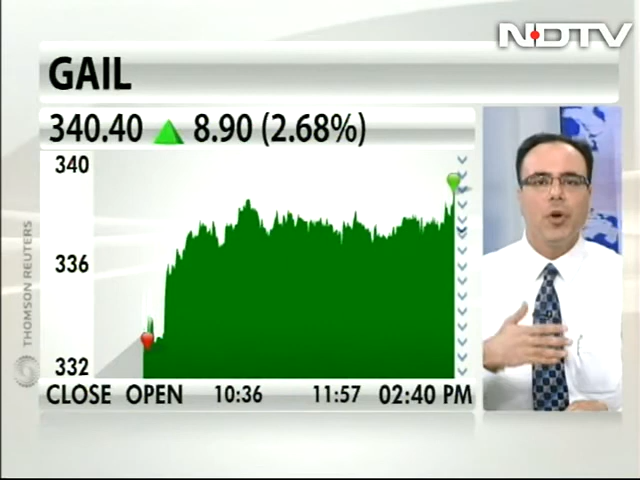 NDTV
GAIL
340.40 8.90 (2.68%)
340
336
332
CLOSE OPEN 10:36 11:57 02:40 PM
THOMSON REUTERS